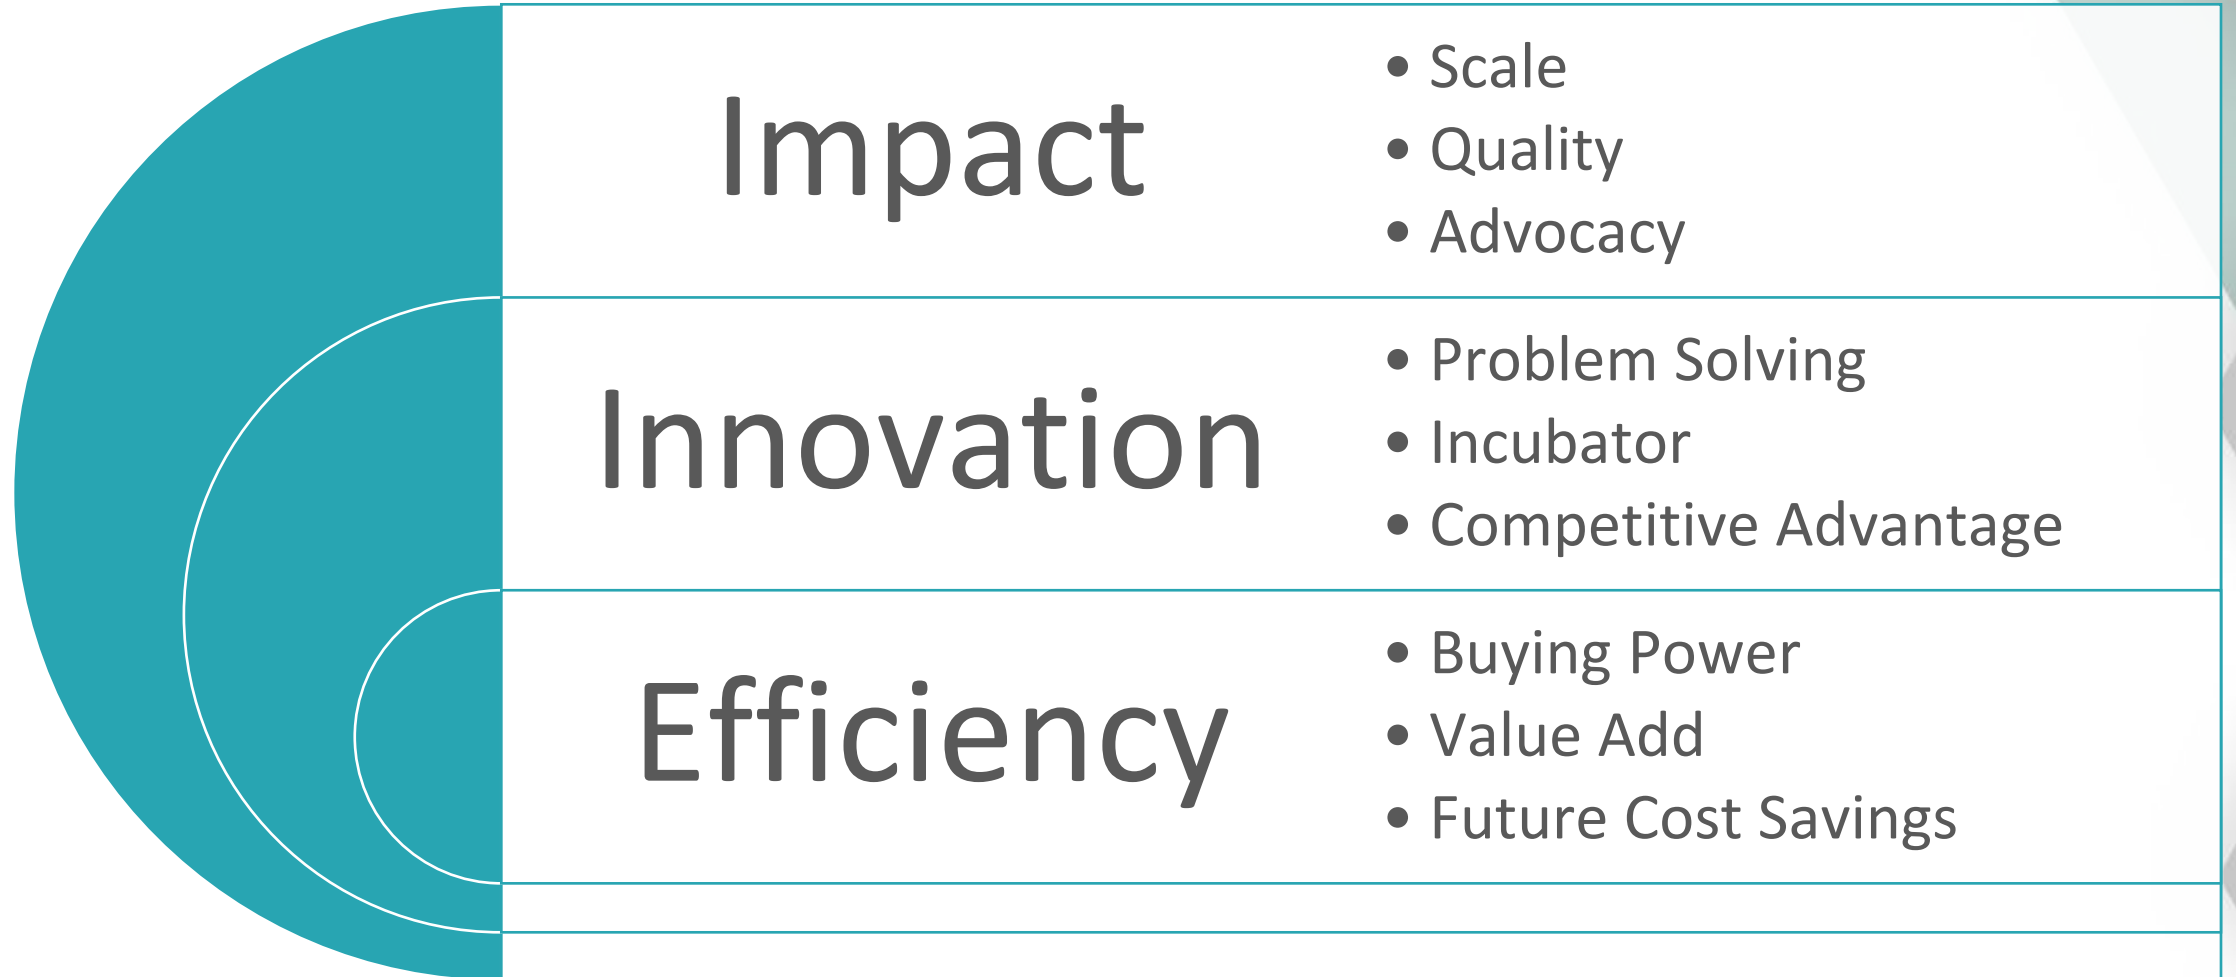 Impact
• Scale
• Quality
• Advocacy
Innovation
• Problem Solving
• Incubator
• Competitive Advantage
Efficiency
• Buying Power
• Value Add
• Future Cost Savings